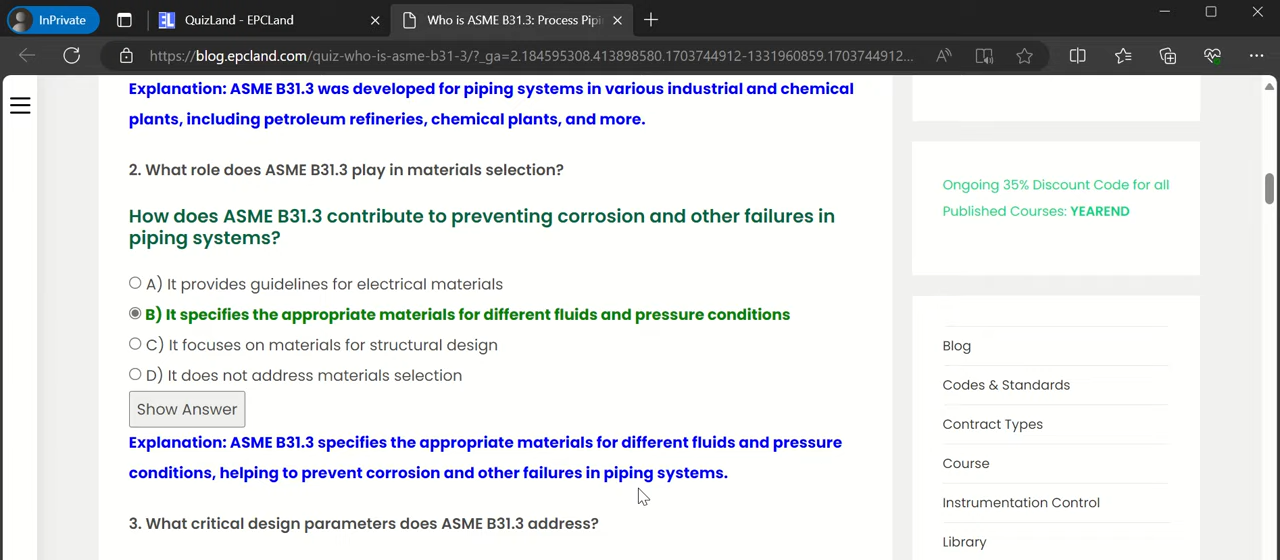 InPrivate
QuizLand - EPCLand
Who is ASME B31.3: Process Pipi
https://blog.epcland.com/quiz-who-is-asme-b31-3/?_ga=2.184595308.413898580.1703744912-1331960859.1703744912...
Explanation: ASME B31.3 was developed for piping systems in various industrial and chemical
plants, including petroleum refineries, chemical plants, and more.
2. What role does ASME B31.3 play in materials selection?
How does ASME B31.3 contribute to preventing corrosion and other failures in
piping systems?
A) It provides guidelines for electrical materials
B) It specifies the appropriate materials for different fluids and pressure conditions
C) It focuses on materials for structural design
D) It does not address materials selection
Show Answer
Explanation: ASME B31.3 specifies the appropriate materials for different fluids and pressure
conditions, helping to prevent corrosion and other failures in piping systems.
3. What critical design parameters does ASME B31.3 address?
Ongoing 35% Discount Code for all
Published Courses: YEAREND
Blog
Codes & Standards
Contract Types
Course
Instrumentation Control
Library